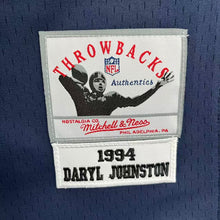 THROWBACKS
NFL
Authentics
NOSTALGIA CO.
Mitchell & Ness
PHILADELPHIA, PA
1994
DARYL JOHNSTON